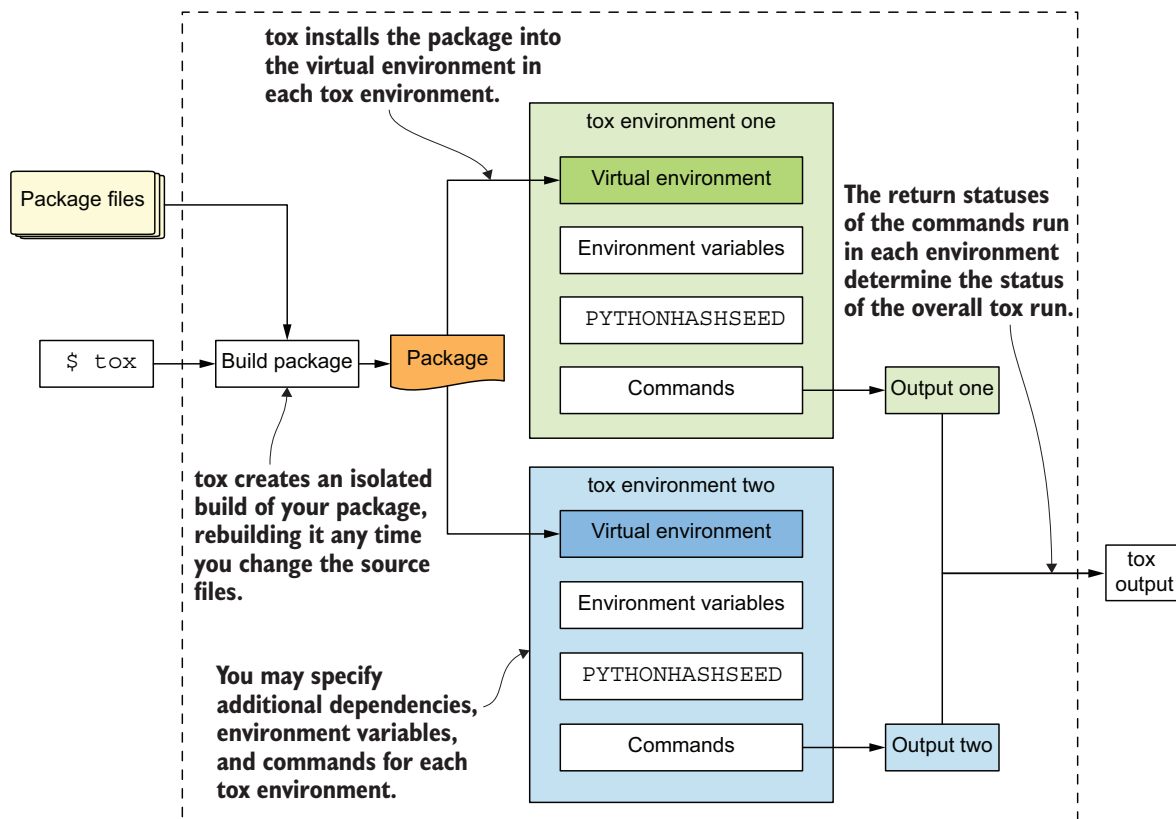 tox installs the package into
the virtual environment in
each tox environment.
tox environment one
Virtual environment
Environment variables
PYTHONHASHSEED
Commands
Package files
$ tox
Build package
Package
The return statuses
of the commands run
in each environment
determine the status
of the overall tox run.
Output one
tox creates an isolated
build of your package,
rebuilding it any time
you change the source
files.
tox environment two
Virtual environment
Environment variables
PYTHONHASHSEED
Commands
You may specify
additional dependencies,
environment variables,
and commands for each
tox environment.
Output two
tox
output